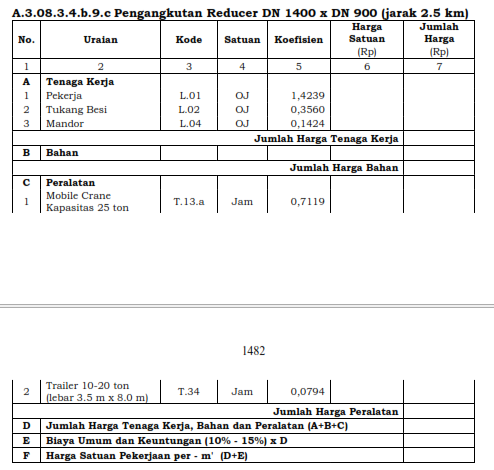 A.3.08.3.4.b.9.c Pengangkutan Reducer DN 1400 x DN 900 (jarak 2.5 km)
No. Uraian Kode Satuan Koefisien Harga Satuan (Rp) Jumlah Harga (Rp)
1 2 3 4 5 6 7
A Tenaga Kerja
1 Pekerja L.01 OJ 1,4239
2 Tukang Besi L.02 OJ 0,3560
3 Mandor L.04 OJ 0,1424
Jumlah Harga Tenaga Kerja
B Bahan
Jumlah Harga Bahan
C Peralatan
1 Mobile Crane Kapasitas 25 ton T.13.a Jam 0,7119
1482
2 Trailer 10-20 ton (lebar 3.5 m x 8.0 m) T.34 Jam 0,0794
Jumlah Harga Peralatan
D Jumlah Harga Tenaga Kerja, Bahan dan Peralatan (A+B+C)
E Biaya Umum dan Keuntungan (10% - 15%) x D
F Harga Satuan Pekerjaan per - m' (D+E)